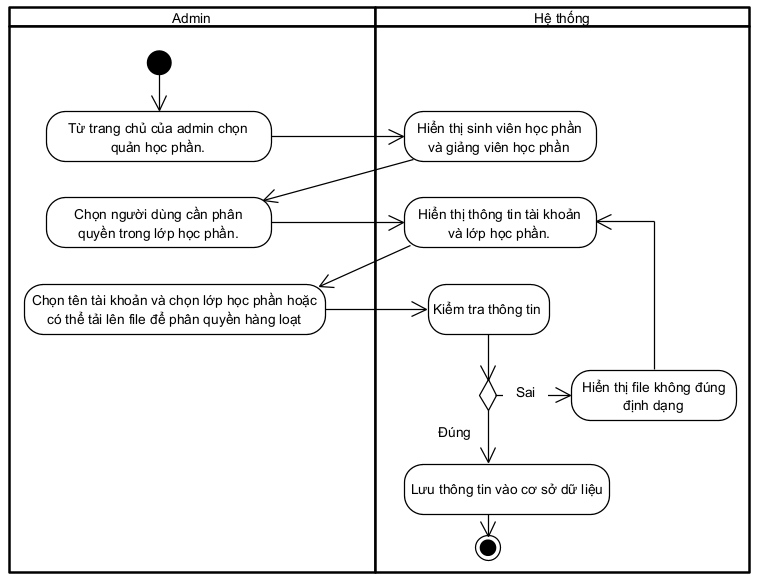 Admin
Hệ thống
Từ trang chủ của admin chọn
quản học phần.
Hiển thị sinh viên học phần
và giảng viên học phần
Chọn người dùng cần phân
quyền trong lớp học phần.
Hiển thị thông tin tài khoản
và lớp học phần.
Chọn tên tài khoản và chọn lớp học phần hoặc
có thể tải lên file để phân quyền hàng loạt
Kiểm tra thông tin
Sai
Hiển thị file không đúng
định dạng
Đúng
Lưu thông tin vào cơ sở dữ liệu